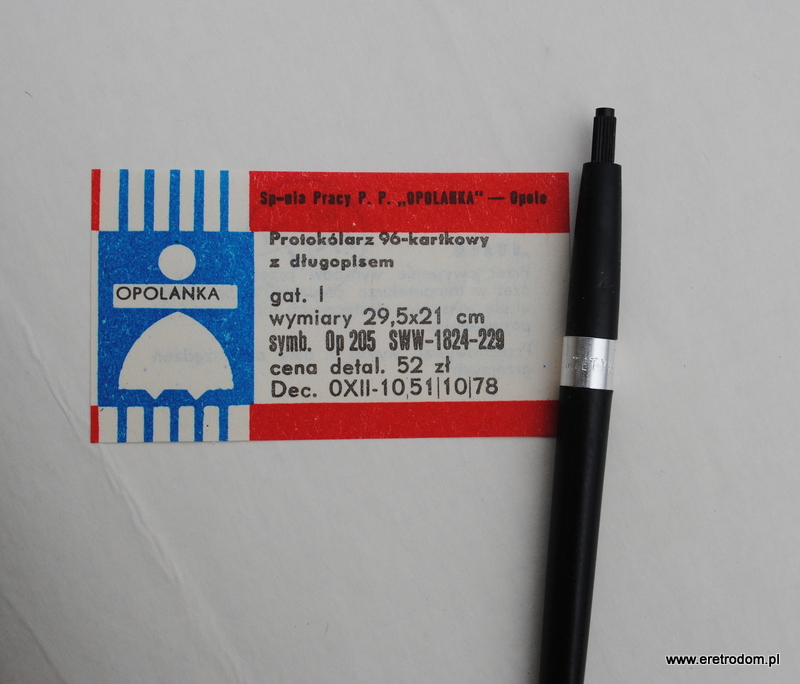 Sp-nia Pracy P. P. „OPOLANKA" — Opole
Protokólarz 96-kartkowy
z długopisem
OPOLANKA
gat. I
wymiary 29,5x21 cm
symb. Op 205 SWW-1824-229
cena detal. 52 zł
Dec. OXII-10,51|10|78
www.eretrodom.pl